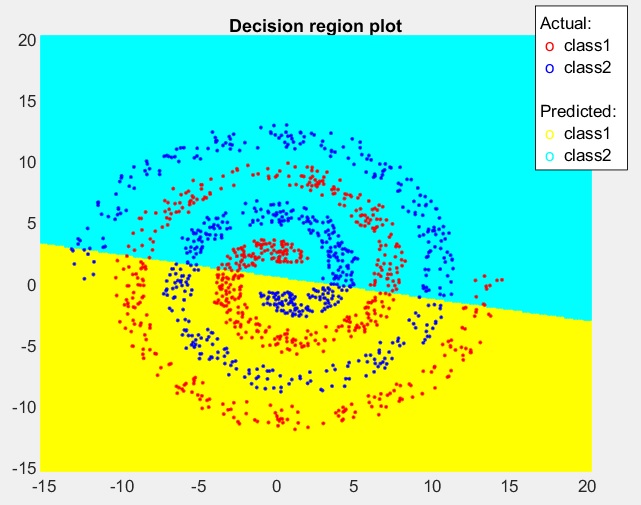 Decision region plot
Actual:
o class1
o class2
Predicted:
o class1
o class2
20
15
10
5
0
-5
-10
-15
-15 -10 -5 0 5 10 15 20